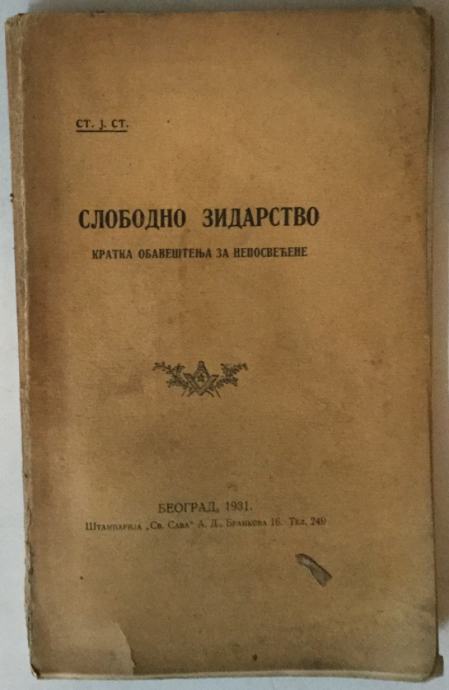 СТ. Ј. СТ.
СЛОБОДНО ЗИДАРСТВО
КРАТКА ОБАВЕШТЕЊА ЗА НЕПОСВЕЋЕНЕ
БЕОГРАД, 1931.
Штампарија „Св. Сава“ А. Д., Бранкова 16. Тел. 249